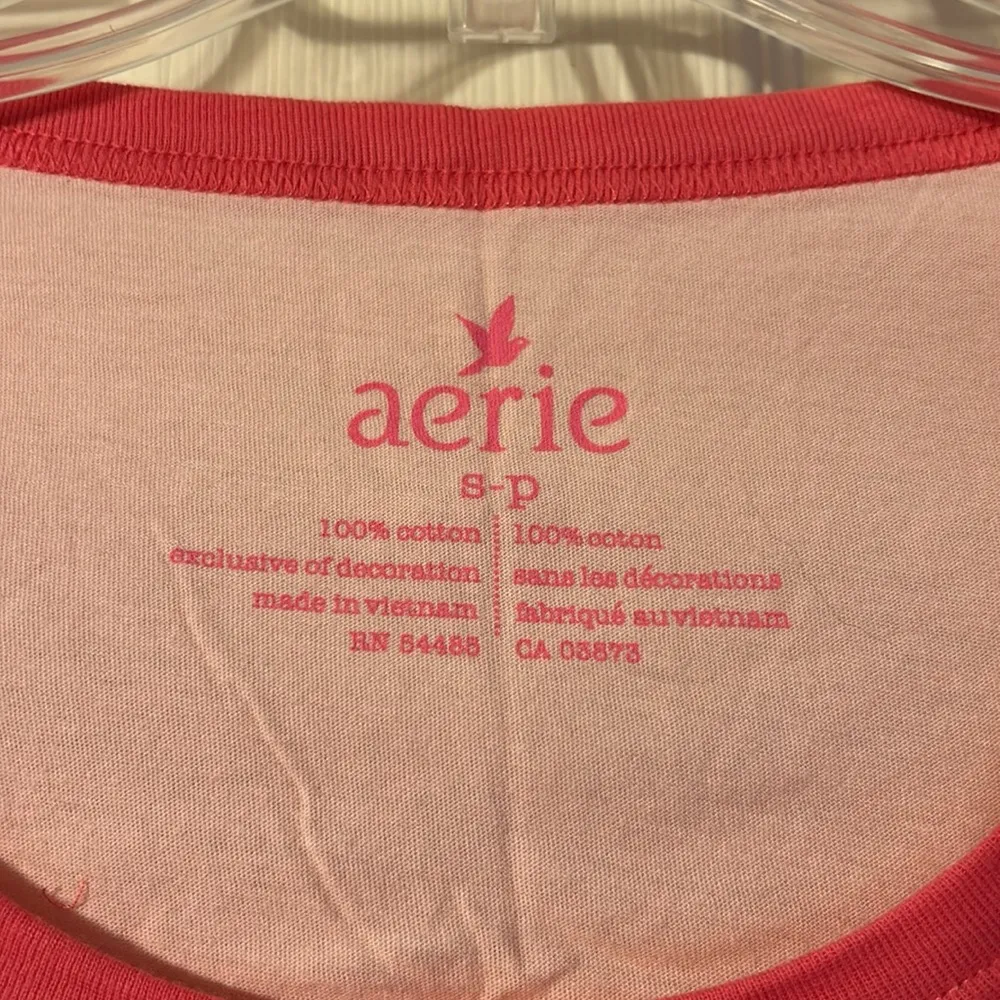 aerie
s-p
100% cotton
exclusive of decoration
made in vietnam
RN 54485
100% coton
sans les décorations
fabriqué au vietnam
CA 03873